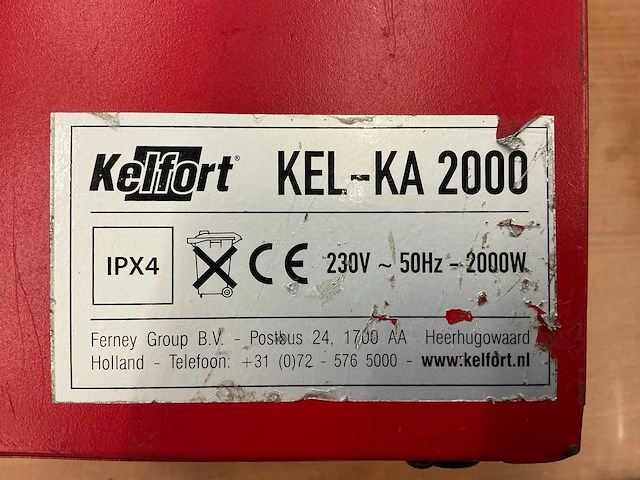 Kelfort® KEL-KA 2000
IPX4 CE 230V ~ 50Hz - 2000W
Ferney Group B.V. - Postbus 24, 1700 AA Heerhugowaard
Holland - Telefoon: +31 (0)72 - 576 5000 - www.kelfort.nl